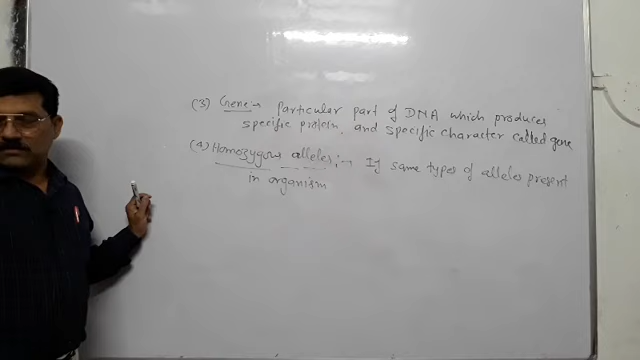 (3) Gene → Particular part of DNA which produces
specific protein, and specific character called gene
(4) Homozygous alleles :→ If same types of alleles present
in organism